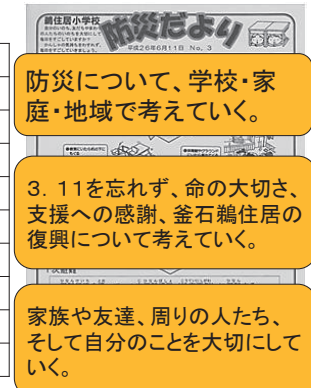 鵜住居小学校
防災だより
平成26年6月11日 No. 3
防災について、学校・家
庭・地域で考えていく。
3．11を忘れず、命の大切さ、
支援への感謝、釜石鵜住居の
復興について考えていく。
家族や友達、周りの人たち、
そして自分のことを大切にして
いく。